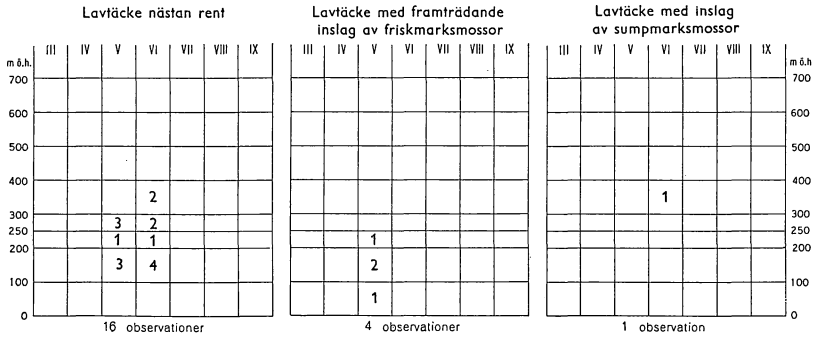 Lavtäcke nästan rent
Lavtäcke med framträdande
inslag av friskmarksmossor
Lavtäcke med inslag
av sumpmarksmossor
m ö.h. III IV V VI VII VIII IX
III IV V VI VII VIII IX
III IV V VI VII VIII IX m ö.h.
700 700
600 600
500 500
400 400
2 1
300 300
3 2
250 250
1 1 1
200 200
3 4 2
100 100
1
0 0
16 observationer
4 observationer
1 observation